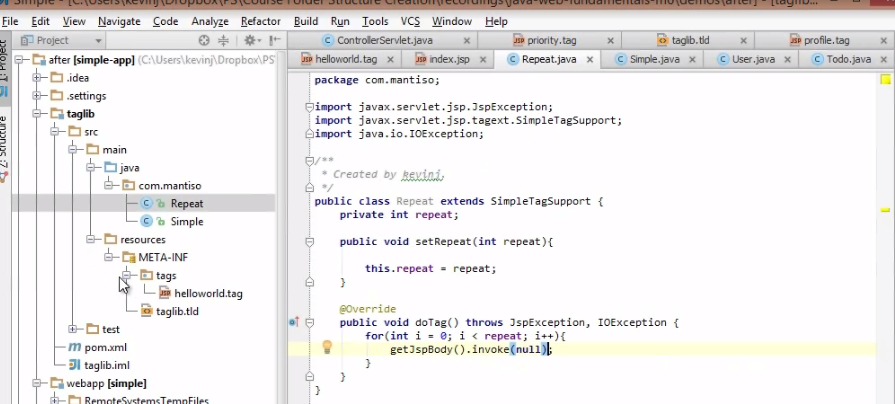 Simple - [C:\Users\kevinj\Dropbox\PS\Course Folder Structure Creation\recordings\java-web-fundamentals-m6\demos\after] - [taglib
File Edit View Navigate Code Analyze Refactor Build Run Tools VCS Window Help
Project
ControllerServlet.java priority.tag taglib.tld profile.tag
helloworld.tag index.jsp Repeat.java Simple.java User.java Todo.java
1: Project
Z: Structure
after [simple-app] (C:\Users\kevinj\Dropbox\PS
.idea
.settings
taglib
src
main
java
com.mantiso
Repeat
Simple
resources
META-INF
tags
helloworld.tag
taglib.tld
test
pom.xml
taglib.iml
webapp [simple]
RemoteSystemsTempFiles
package com.mantiso;
import javax.servlet.jsp.JspException;
import javax.servlet.jsp.tagext.SimpleTagSupport;
import java.io.IOException;
/**
* Created by kevinj.
*/
public class Repeat extends SimpleTagSupport {
private int repeat;
public void setRepeat(int repeat){
this.repeat = repeat;
}
@Override
public void doTag() throws JspException, IOException {
for(int i = 0; i < repeat; i++){
getJspBody().invoke(null);
}
}
}